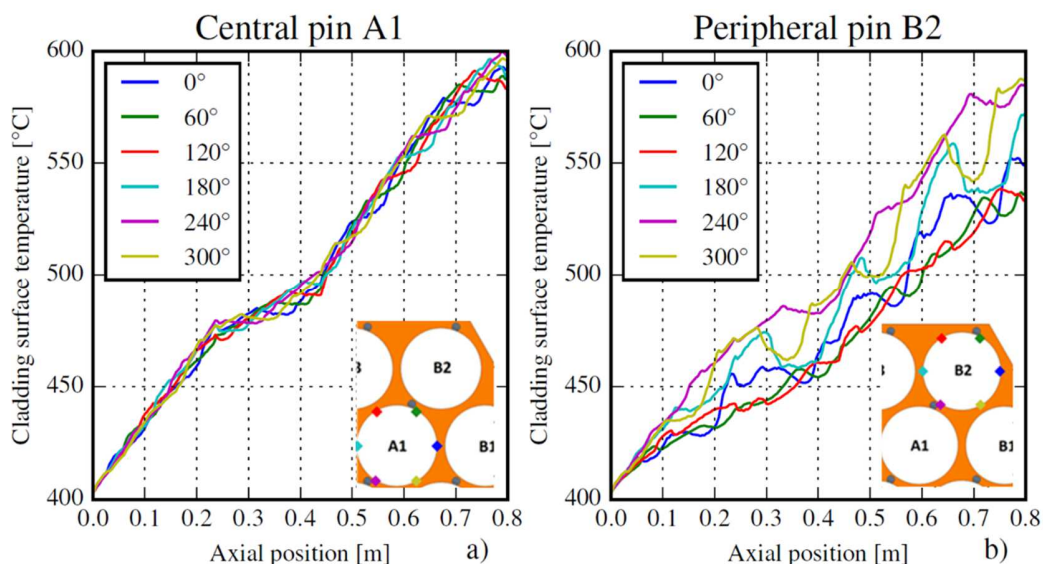 Central pin A1
Cladding surface temperature [°C]
600
550
500
450
400
0°
60°
120°
180°
240°
300°
B2
A1
B1
0.0 0.1 0.2 0.3 0.4 0.5 0.6 0.7 0.8
Axial position [m]
a)
Peripheral pin B2
Cladding surface temperature [°C]
600
550
500
450
400
0°
60°
120°
180°
240°
300°
B2
A1
B1
0.0 0.1 0.2 0.3 0.4 0.5 0.6 0.7 0.8
Axial position [m]
b)